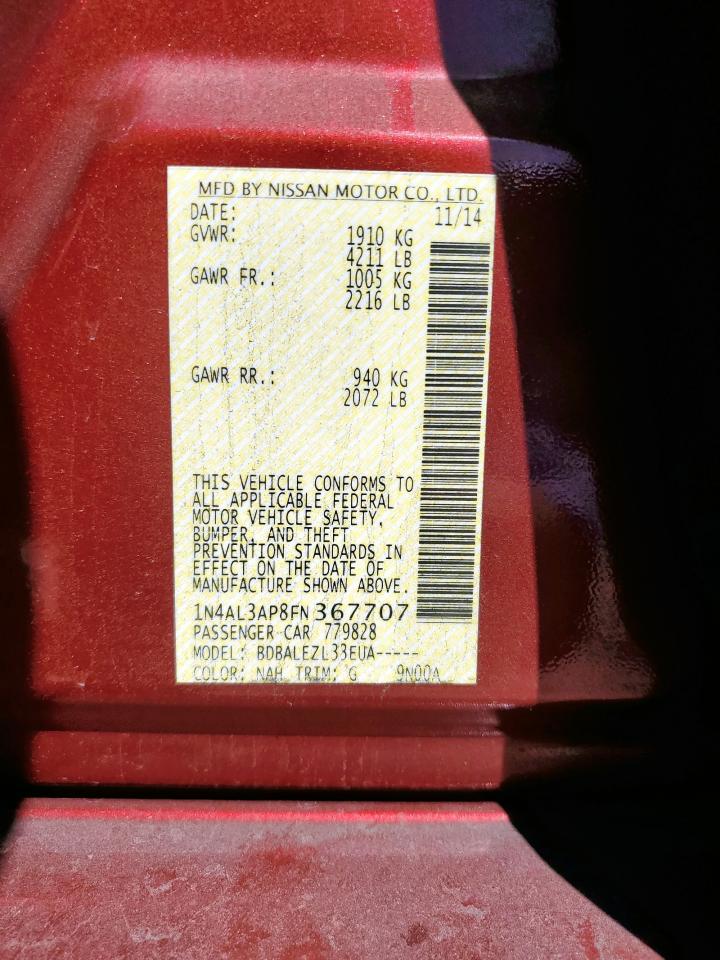 MFD BY NISSAN MOTOR CO., LTD.
DATE: 11/14
GVWR: 1910 KG
4211 LB
GAWR FR.: 1005 KG
2216 LB
GAWR RR.: 940 KG
2072 LB
THIS VEHICLE CONFORMS TO
ALL APPLICABLE FEDERAL
MOTOR VEHICLE SAFETY,
BUMPER, AND THEFT
PREVENTION STANDARDS IN
EFFECT ON THE DATE OF
MANUFACTURE SHOWN ABOVE.
1N4AL3AP8FN367707
PASSENGER CAR 779828
MODEL: BDBALEZL33EUA-----
COLOR: NAH TRIM: G 9N00A